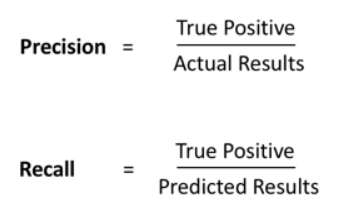 Precision = True Positive
Actual Results
Recall = True Positive
Predicted Results